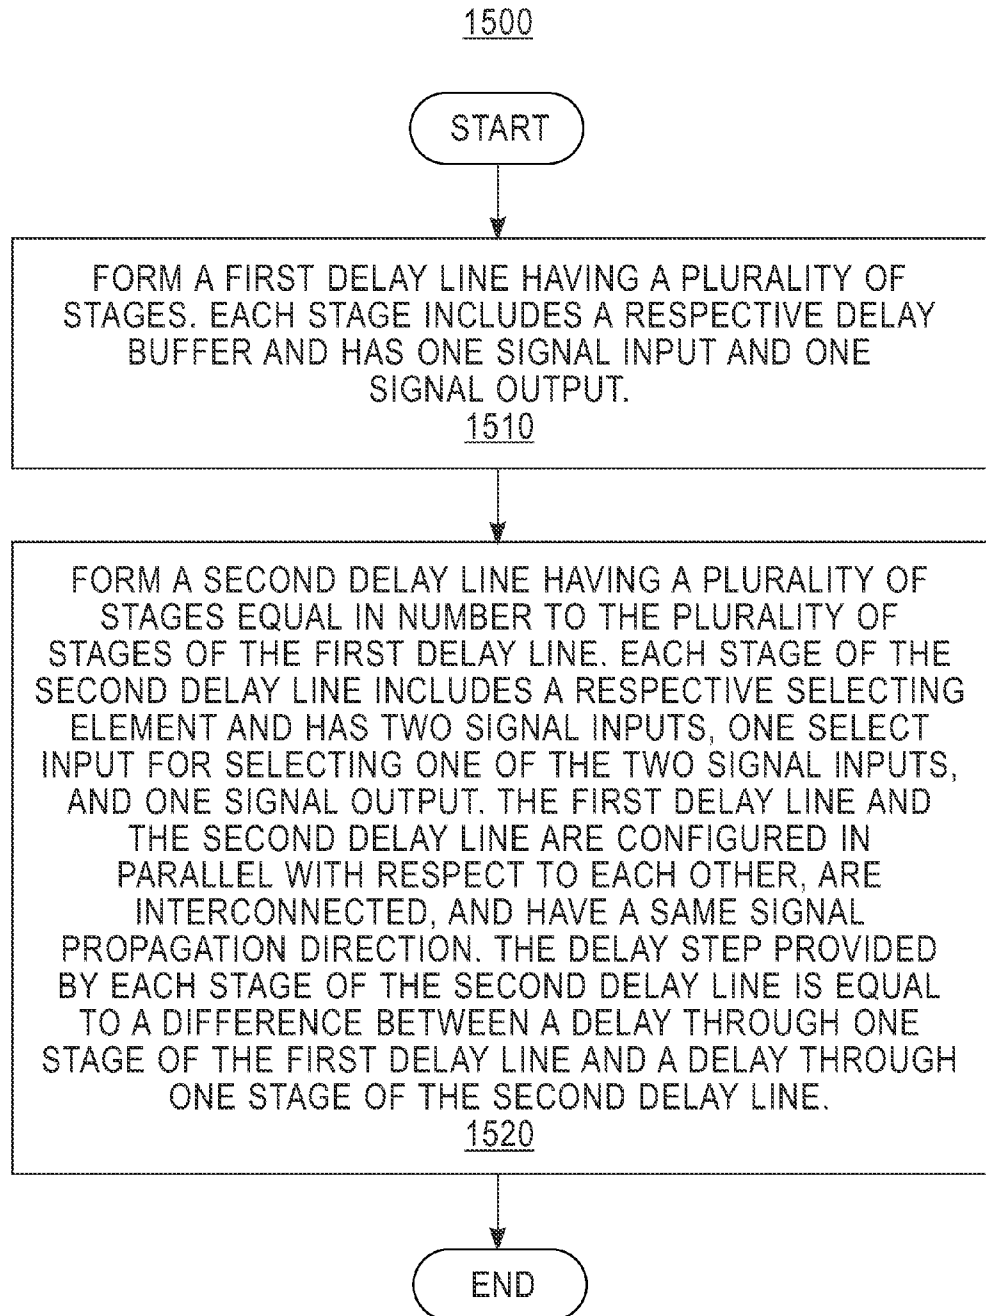 1500
START
FORM A FIRST DELAY LINE HAVING A PLURALITY OF
STAGES. EACH STAGE INCLUDES A RESPECTIVE DELAY
BUFFER AND HAS ONE SIGNAL INPUT AND ONE
SIGNAL OUTPUT.
1510
FORM A SECOND DELAY LINE HAVING A PLURALITY OF
STAGES EQUAL IN NUMBER TO THE PLURALITY OF
STAGES OF THE FIRST DELAY LINE. EACH STAGE OF THE
SECOND DELAY LINE INCLUDES A RESPECTIVE SELECTING
ELEMENT AND HAS TWO SIGNAL INPUTS, ONE SELECT
INPUT FOR SELECTING ONE OF THE TWO SIGNAL INPUTS,
AND ONE SIGNAL OUTPUT. THE FIRST DELAY LINE AND
THE SECOND DELAY LINE ARE CONFIGURED IN
PARALLEL WITH RESPECT TO EACH OTHER, ARE
INTERCONNECTED, AND HAVE A SAME SIGNAL
PROPAGATION DIRECTION. THE DELAY STEP PROVIDED
BY EACH STAGE OF THE SECOND DELAY LINE IS EQUAL
TO A DIFFERENCE BETWEEN A DELAY THROUGH ONE
STAGE OF THE FIRST DELAY LINE AND A DELAY THROUGH
ONE STAGE OF THE SECOND DELAY LINE.
1520
END